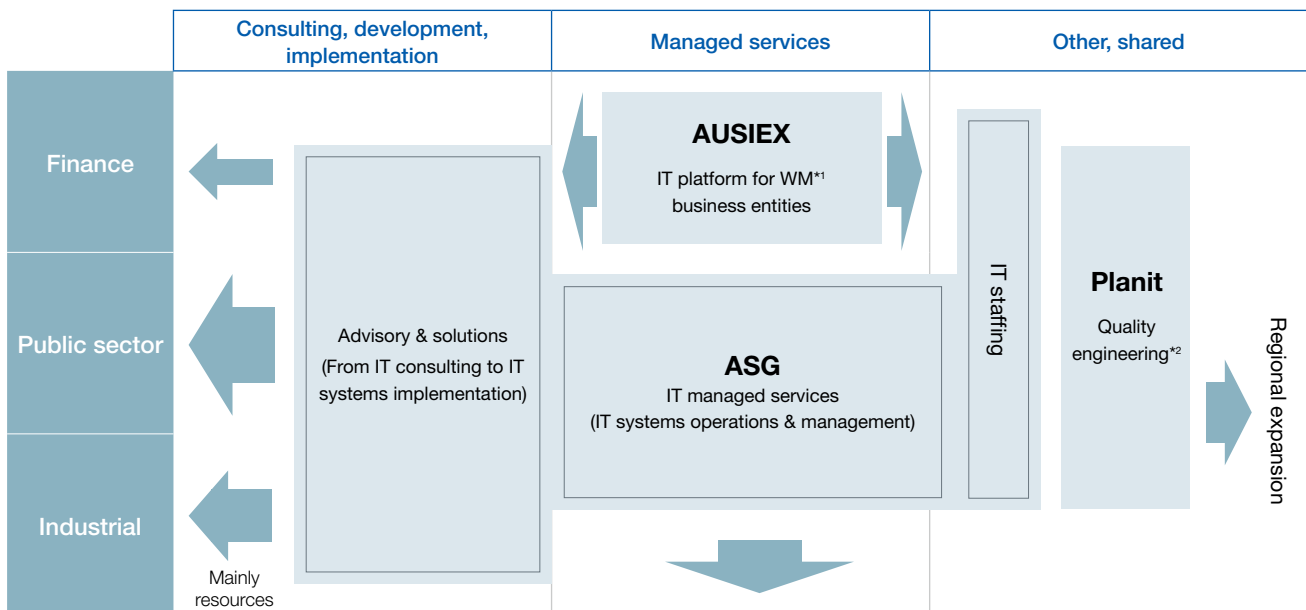 Consulting, development,
implementation
Managed services
Other, shared
Finance
Public sector
Industrial
Mainly
resources
Advisory & solutions
(From IT consulting to IT
systems implementation)
AUSIEX
IT platform for WM*1
business entities
ASG
IT managed services
(IT systems operations & management)
IT staffing
Planit
Quality
engineering*2
Regional expansion